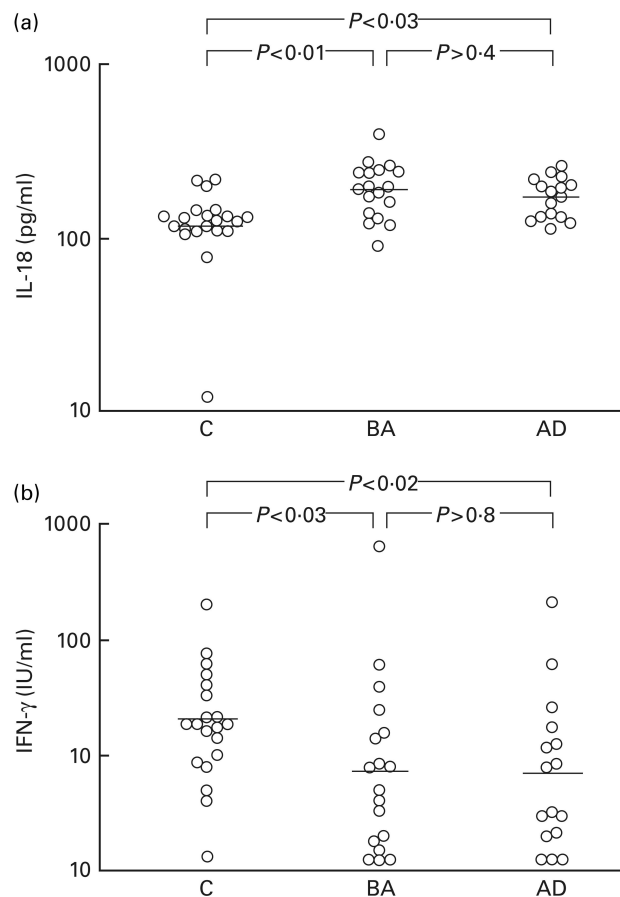 (a)
P<0·03
P<0·01 P>0·4
1000
100
10
IL-18 (pg/ml)
C BA AD
(b)
P<0·02
P<0·03 P>0·8
1000
100
10
10
IFN-γ (IU/ml)
C BA AD